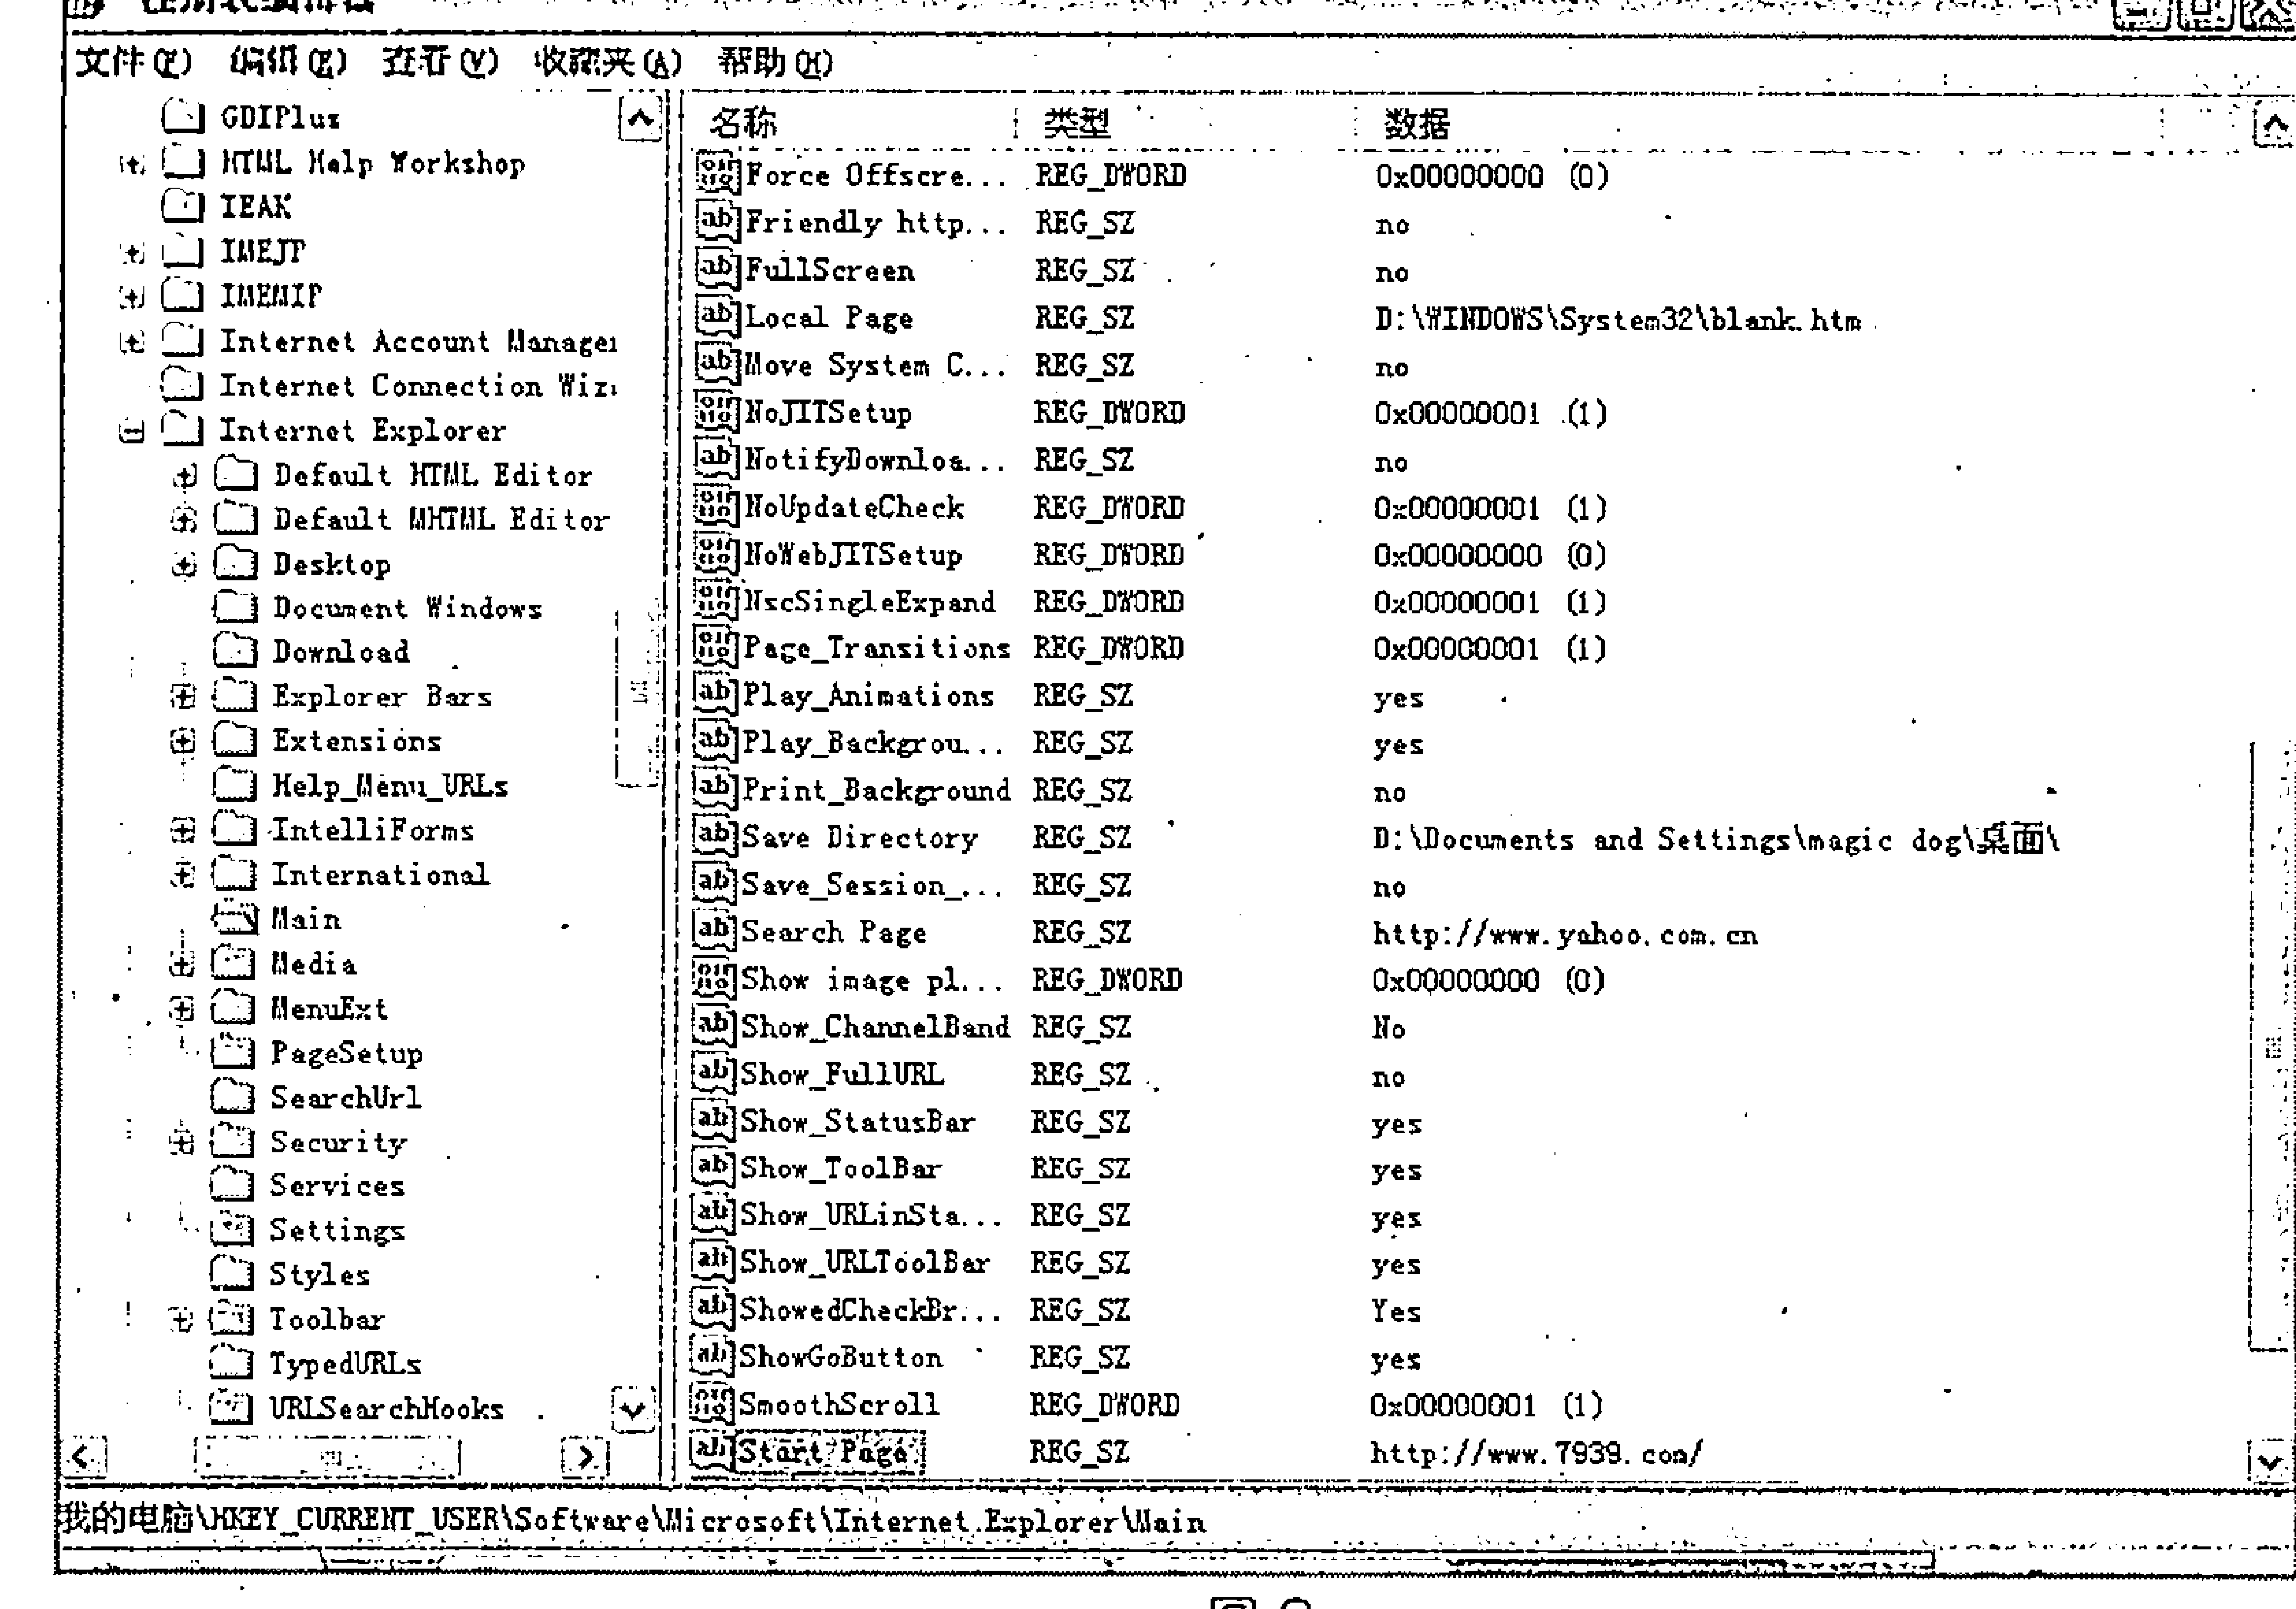 注册表编辑器
文件(F) 编辑(E) 查看(V) 收藏夹(A) 帮助(H)
GDIPlus
HTML Help Workshop
IEAK
IMEJP
IMEMIP
Internet Account Manager
Internet Connection Wiz
Internet Explorer
Default HTML Editor
Default MHTML Editor
Desktop
Document Windows
Download
Explorer Bars
Extensions
Help_Menu_URLs
IntelliForms
International
Main
Media
MenuExt
PageSetup
SearchUrl
Security
Services
Settings
Styles
Toolbar
TypedURLs
URLSearchHooks
名称 类型 数据
Force Offscre... REG_DWORD 0x00000000 (0)
Friendly http... REG_SZ no
FullScreen REG_SZ no
Local Page REG_SZ D:\WINDOWS\System32\blank.htm
Move System C... REG_SZ no
NoJITSetup REG_DWORD 0x00000001 (1)
NotifyDownloa... REG_SZ no
NoUpdateCheck REG_DWORD 0x00000001 (1)
NoWebJITSetup REG_DWORD 0x00000000 (0)
NscSingleExpand REG_DWORD 0x00000001 (1)
Page_Transitions REG_DWORD 0x00000001 (1)
Play_Animations REG_SZ yes
Play_Backgrou... REG_SZ yes
Print_Background REG_SZ no
Save Directory REG_SZ D:\Documents and Settings\magic dog\桌面\
Save_Session_... REG_SZ no
Search Page REG_SZ http://www.yahoo.com.cn
Show image pl... REG_DWORD 0x00000000 (0)
Show_ChannelBand REG_SZ No
Show_FullURL REG_SZ no
Show_StatusBar REG_SZ yes
Show_ToolBar REG_SZ yes
Show_URLinSta... REG_SZ yes
Show_URLToolBar REG_SZ yes
ShowedCheckBr... REG_SZ Yes
ShowGoButton REG_SZ yes
SmoothScroll REG_DWORD 0x00000001 (1)
Start Page REG_SZ http://www.7939.com/
我的电脑\HKEY_CURRENT_USER\Software\Microsoft\Internet Explorer\Main